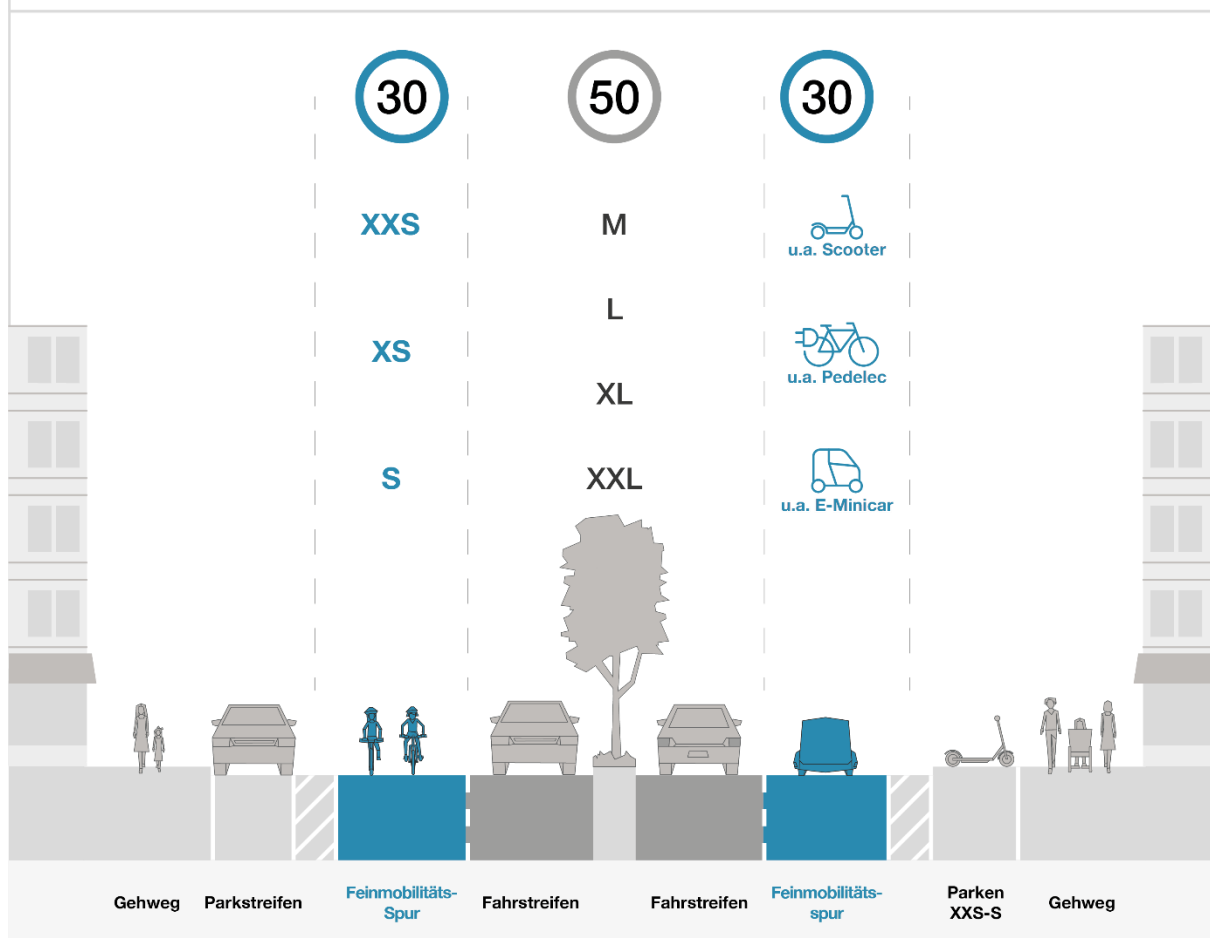 30
50
30
XXS
M
u.a. Scooter
L
XS
u.a. Pedelec
XL
S
XXL
u.a. E-Minicar
Gehweg
Parkstreifen
Feinmobilitäts-
Spur
Fahrstreifen
Fahrstreifen
Feinmobilitäts-
spur
Parken
XXS-S
Gehweg